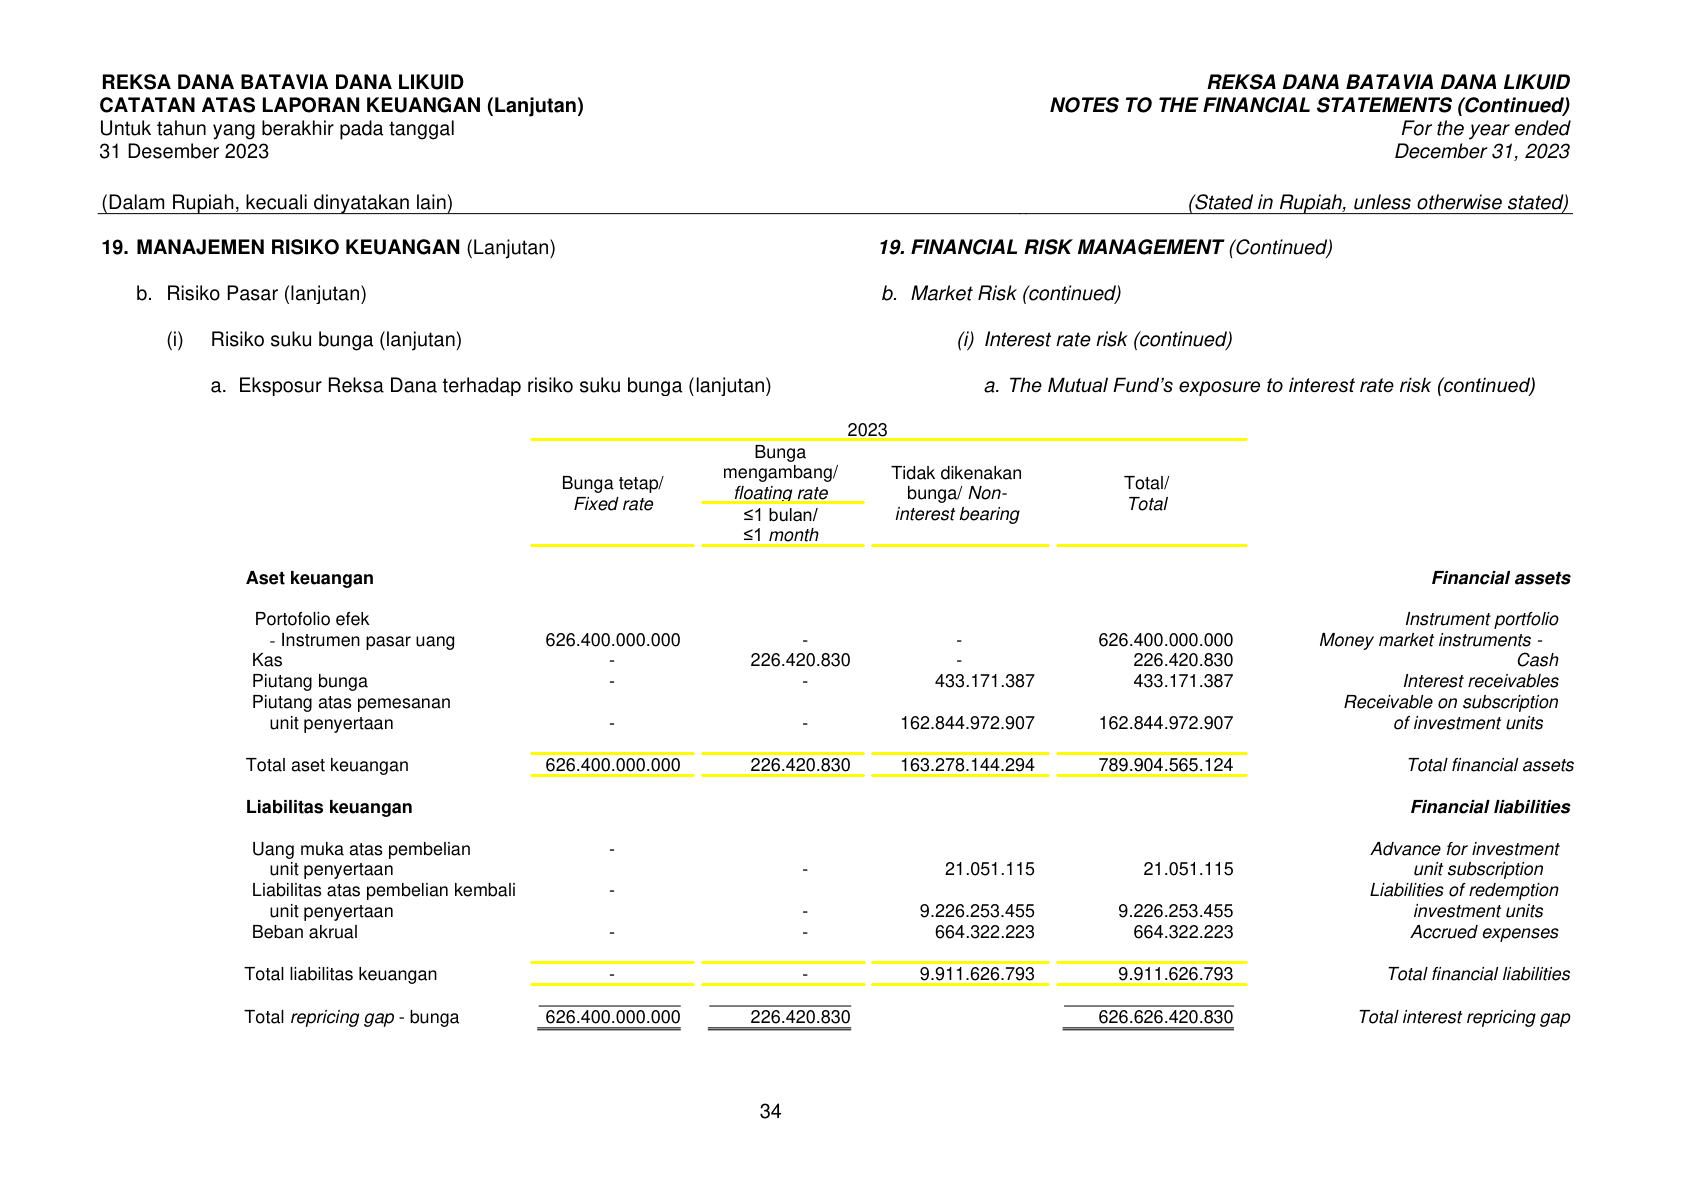 REKSA DANA BATAVIA DANA LIKUID
CATATAN ATAS LAPORAN KEUANGAN (Lanjutan)
Untuk tahun yang berakhir pada tanggal
31 Desember 2023
REKSA DANA BATAVIA DANA LIKUID
NOTES TO THE FINANCIAL STATEMENTS (Continued)
For the year ended
December 31, 2023
(Dalam Rupiah, kecuali dinyatakan lain) (Stated in Rupiah, unless otherwise stated)
19. MANAJEMEN RISIKO KEUANGAN (Lanjutan) 19. FINANCIAL RISK MANAGEMENT (Continued)
b. Risiko Pasar (lanjutan) b. Market Risk (continued)
(i) Risiko suku bunga (lanjutan) (i) Interest rate risk (continued)
a. Eksposur Reksa Dana terhadap risiko suku bunga (lanjutan) a. The Mutual Fund's exposure to interest rate risk (continued)
2023
Bunga tetap/
Fixed rate
Bunga
mengambang/
floating rate
≤1 bulan/
≤1 month
Tidak dikenakan
bunga/ Non-
interest bearing
Total/
Total
Aset keuangan Financial assets
Portofolio efek Instrument portfolio
- Instrumen pasar uang 626.400.000.000 - - 626.400.000.000 Money market instruments -
Kas - 226.420.830 - 226.420.830 Cash
Piutang bunga - - 433.171.387 433.171.387 Interest receivables
Piutang atas pemesanan Receivable on subscription
unit penyertaan - - 162.844.972.907 162.844.972.907 of investment units
Total aset keuangan 626.400.000.000 226.420.830 163.278.144.294 789.904.565.124 Total financial assets
Liabilitas keuangan Financial liabilities
Uang muka atas pembelian - Advance for investment
unit penyertaan - 21.051.115 21.051.115 unit subscription
Liabilitas atas pembelian kembali - Liabilities of redemption
unit penyertaan - 9.226.253.455 9.226.253.455 investment units
Beban akrual - - 664.322.223 664.322.223 Accrued expenses
Total liabilitas keuangan - - 9.911.626.793 9.911.626.793 Total financial liabilities
Total repricing gap - bunga 626.400.000.000 226.420.830 626.626.420.830 Total interest repricing gap
34